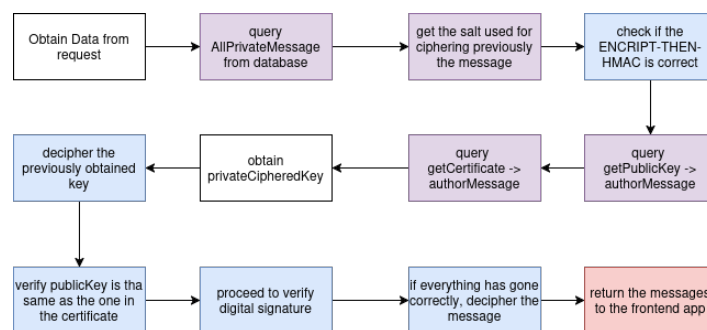 Obtain Data from
request
query
AllPrivateMessage
from database
get the salt used for
ciphering previously
the message
check if the
ENCRIPT-THEN-
HMAC is correct
decipher the
previously obtained
key
obtain
privateCipheredKey
query
getCertificate ->
authorMessage
query
getPublicKey ->
authorMessage
verify publicKey is tha
same as the one in
the certificate
proceed to verify
digital signature
if everything has gone
correctly, decipher the
message
return the messages
to the frontend app